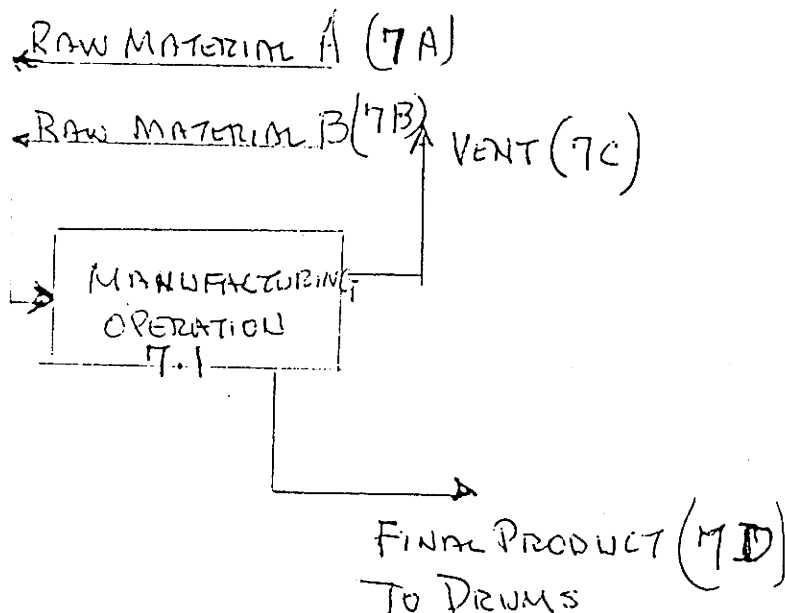 RAW MATERIAL A (7A)
RAW MATERIAL B (7B)
VENT (7C)
MANUFACTURING
OPERATION
7.1
FINAL PRODUCT (7D)
TO DRUMS